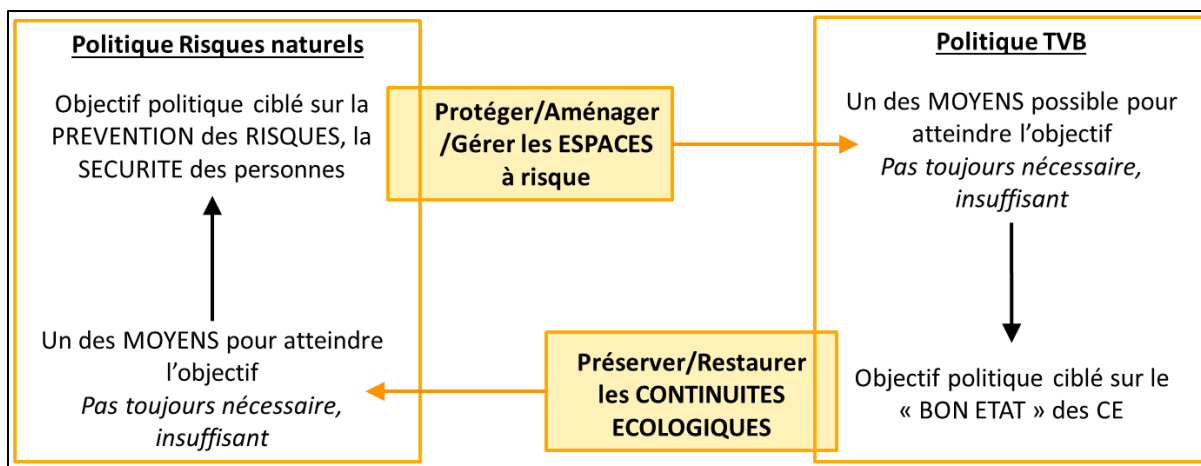 Politique Risques naturels
Objectif politique ciblé sur la
PREVENTION des RISQUES, la
SECURITE des personnes
Un des MOYENS pour atteindre
l’objectif
Pas toujours nécessaire,
insuffisant
Protéger/Aménager
/Gérer les ESPACES
à risque
Préserver/Restaurer
les CONTINUITES
ECOLOGIQUES
Politique TVB
Un des MOYENS possible pour
atteindre l’objectif
Pas toujours nécessaire,
insuffisant
Objectif politique ciblé sur le
« BON ETAT » des CE